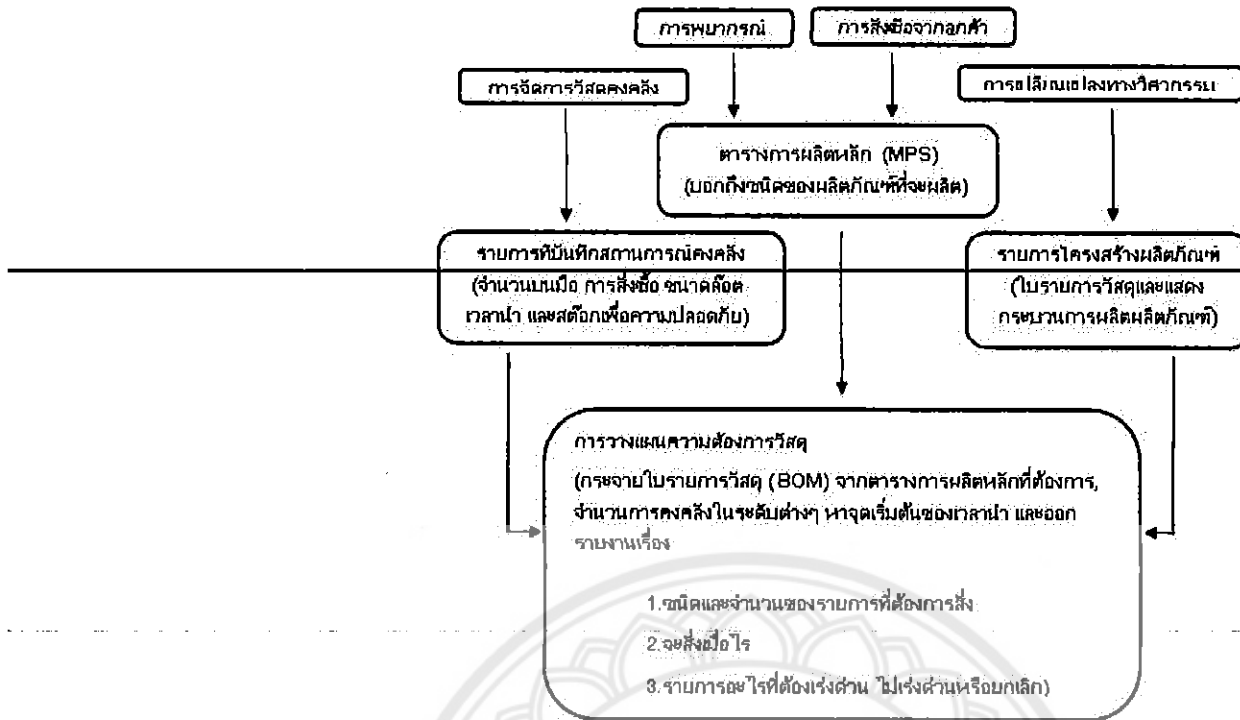 การพยากรณ์
การสั่งซื้อจากลูกค้า
การจัดการวัสดุคงคลัง
การเปลี่ยนแปลงทางวิศวกรรม
ตารางการผลิตหลัก (MPS)
(บอกถึงชนิดของผลิตภัณฑ์ที่จะผลิต)
รายการที่บันทึกสถานการณ์คงคลัง
(จำนวนบนมือ การสั่งซื้อ ขนาดล๊อต
เวลานำ และสต๊อกเพื่อความปลอดภัย)
รายการโครงสร้างผลิตภัณฑ์
(ใบรายการวัสดุและแสดง
กระบวนการผลิตผลิตภัณฑ์)
การวางแผนความต้องการวัสดุ
(กระจายใบรายการวัสดุ (BOM) จากตารางการผลิตหลักที่ต้องการ,
จำนวนการคงคลังในระดับต่างๆ หาจุดเริ่มต้นของเวลานำ และออก
รายงานเรื่อง
1.ชนิดและจำนวนของรายการที่ต้องการสั่ง
2.จะสั่งเมื่อไร
3.รายการอะไรที่ต้องเร่งด่วน ไม่เร่งด่วนหรือยกเลิก)